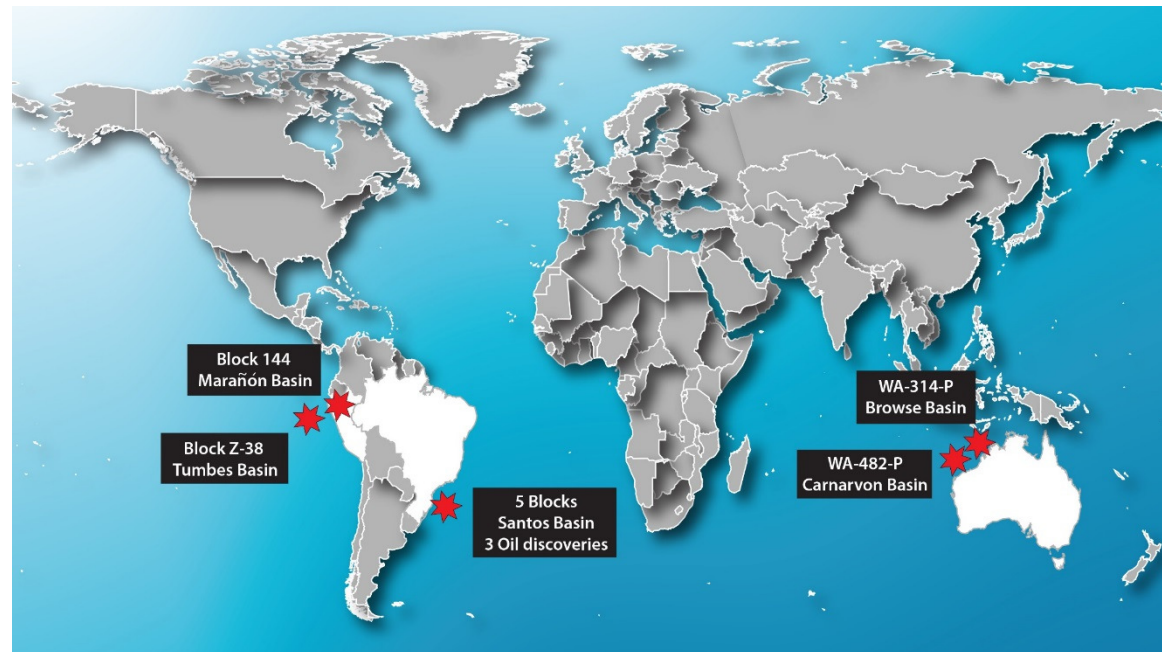 Block 144
Marañón Basin
Block Z-38
Tumbes Basin
5 Blocks
Santos Basin
3 Oil discoveries
WA-314-P
Browse Basin
WA-482-P
Carnarvon Basin